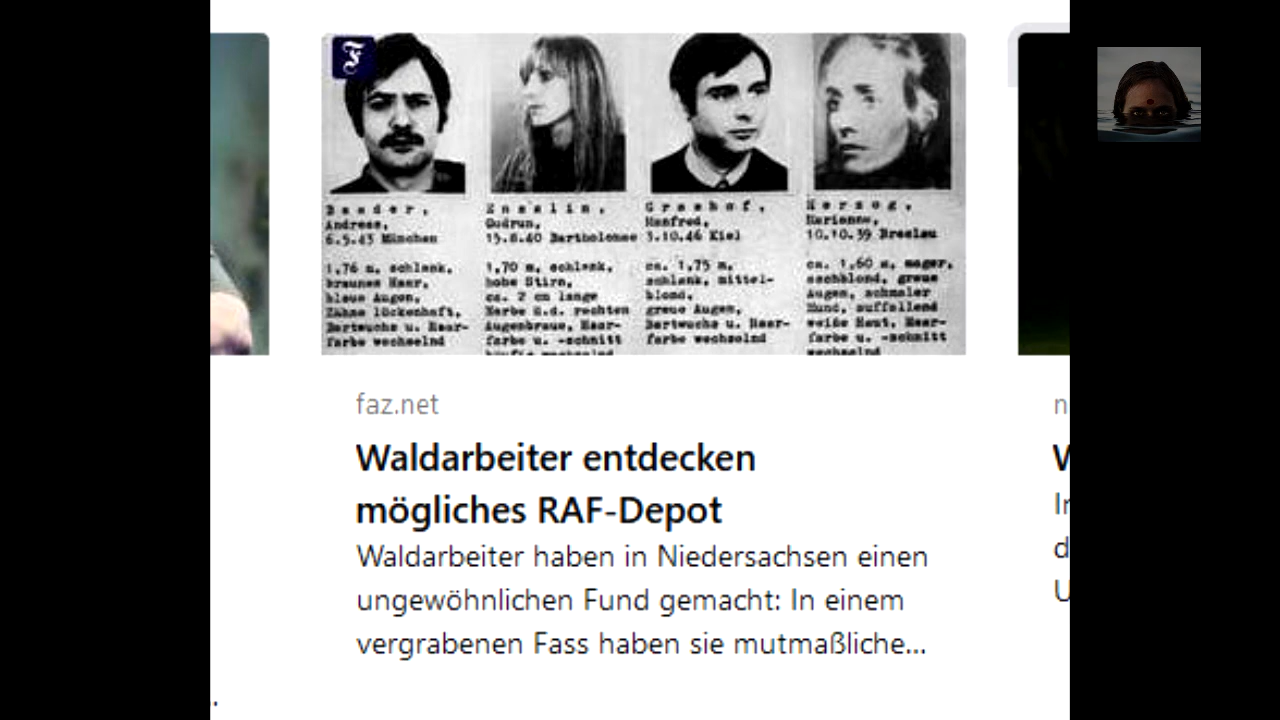 F
Baader,
Andreas,
6.5.43 München
1,76 m, schlank,
braunes Haar,
blaue Augen,
Zähne lückenhaft,
Bartwuchs u. Haar-
farbe wechselnd
Ensslin,
Gudrun,
15.8.40 Bartholomae
1,70 m, schlank,
hohe Stirn,
ca. 2 cm lange
Narbe ü.d. rechten
Augenbraue, Haar-
farbe u. -schnitt
häufig wechselnd
Grashof,
Manfred,
3.10.46 Kiel
ca. 1,75 m,
schlank, mittel-
blond,
graue Augen,
Bartwuchs u. Haar-
farbe wechselnd
Herzog,
Marianne,
10.10.39 Breslau
ca. 1,60 m, mager,
aschblond, graue
Augen, schmaler
Mund, auffallend
weiße Haut, Haar-
farbe u. -schnitt
wechselnd
faz.net
Waldarbeiter entdecken
mögliches RAF-Depot
Waldarbeiter haben in Niedersachsen einen
ungewöhnlichen Fund gemacht: In einem
vergrabenen Fass haben sie mutmaßliche...
n
W
In
d
U
.